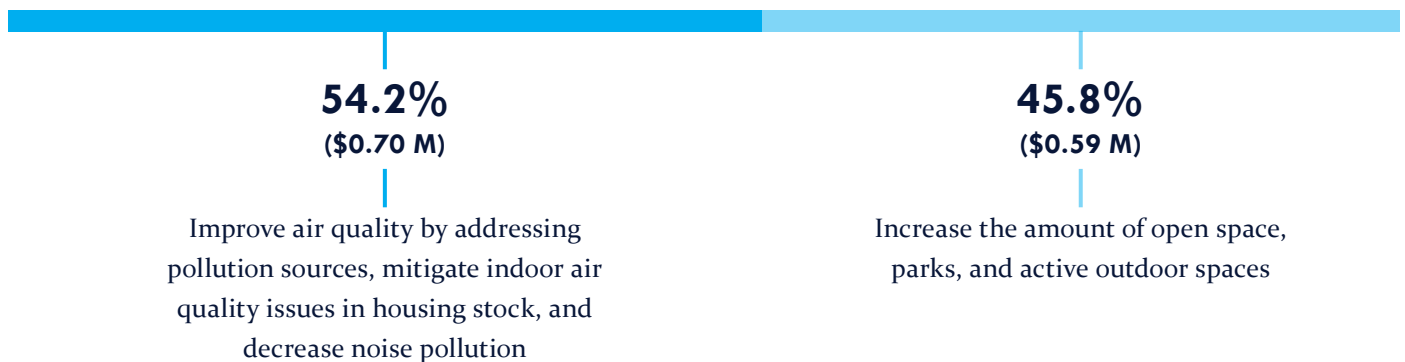 54.2%
($0.70 M)
Improve air quality by addressing
pollution sources, mitigate indoor air
quality issues in housing stock, and
decrease noise pollution
45.8%
($0.59 M)
Increase the amount of open space,
parks, and active outdoor spaces